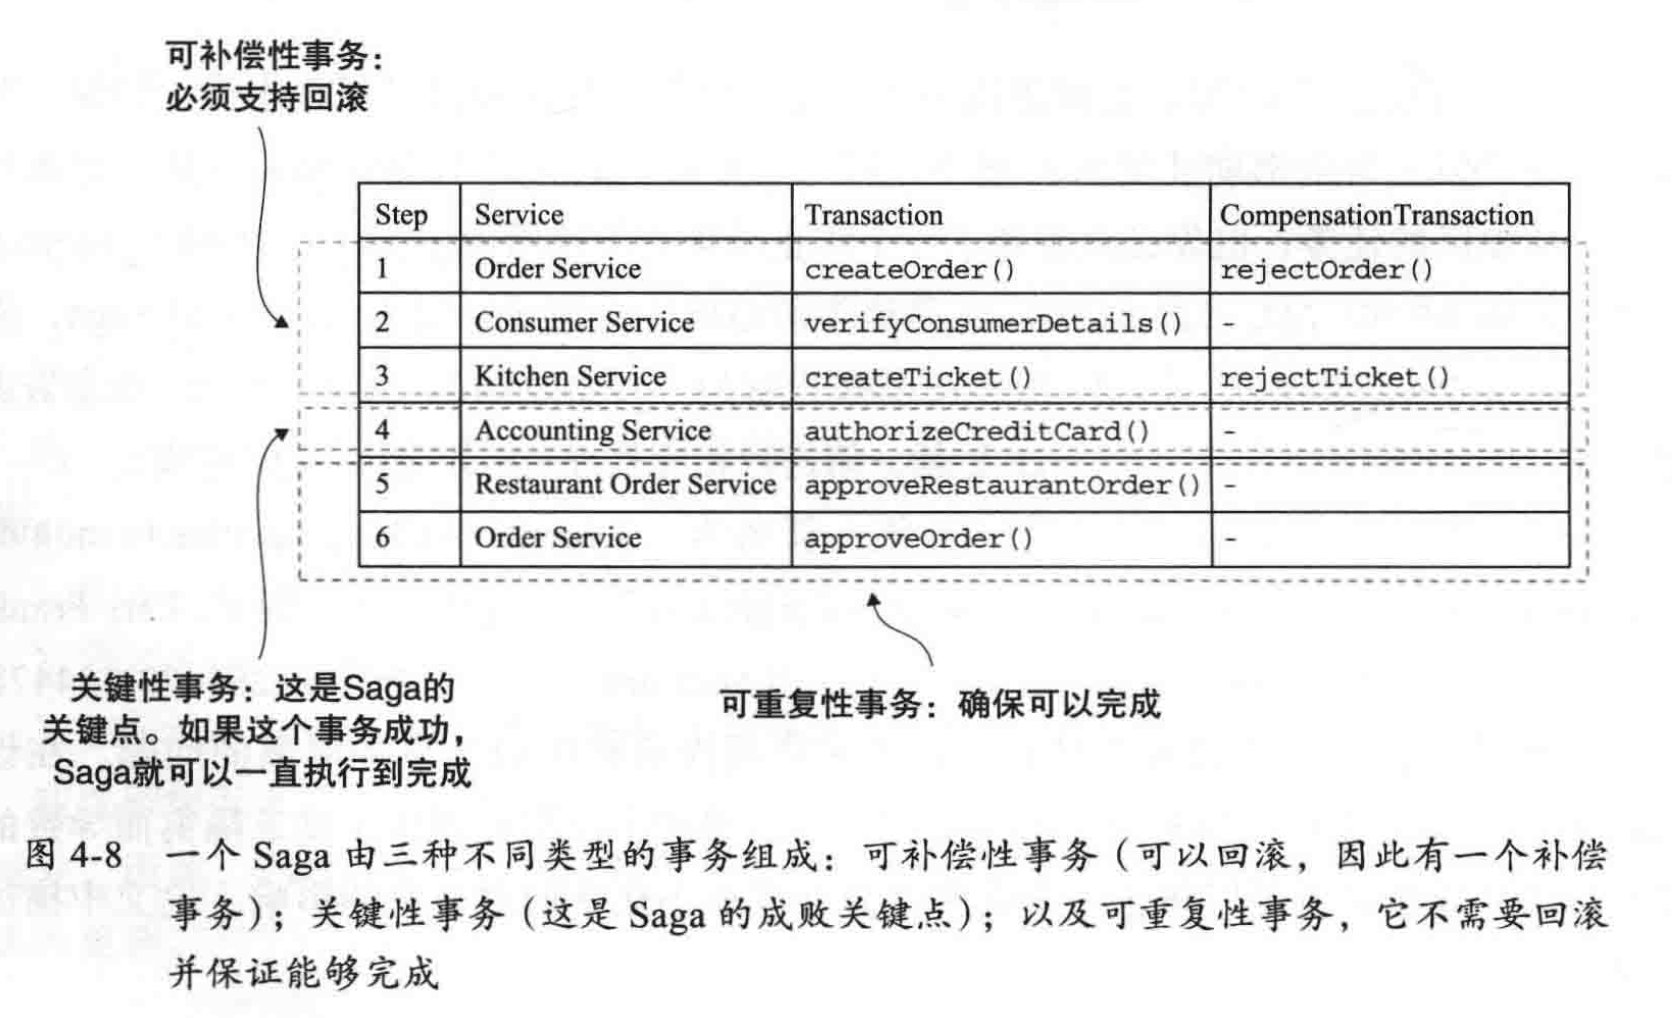 可补偿性事务：
必须支持回滚
Step Service Transaction CompensationTransaction
1 Order Service createOrder() rejectOrder()
2 Consumer Service verifyConsumerDetails() -
3 Kitchen Service createTicket() rejectTicket()
4 Accounting Service authorizeCreditCard() -
5 Restaurant Order Service approveRestaurantOrder() -
6 Order Service approveOrder() -
关键性事务：这是Saga的
关键点。如果这个事务成功，
Saga就可以一直执行到完成
可重复性事务：确保可以完成
图 4-8 一个 Saga 由三种不同类型的事务组成：可补偿性事务（可以回滚，因此有一个补偿
事务）；关键性事务（这是 Saga 的成败关键点）；以及可重复性事务，它不需要回滚
并保证能够完成